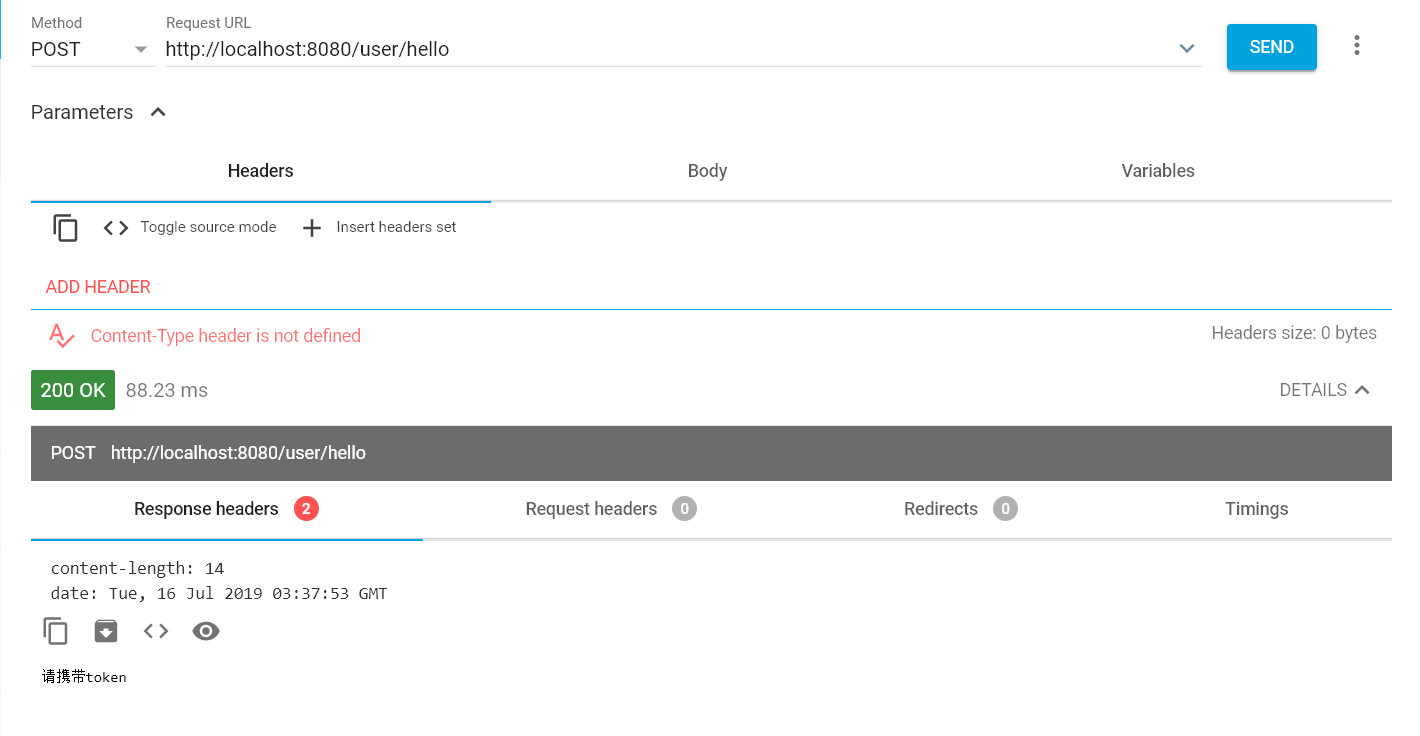 Method
Request URL
POST
http://localhost:8080/user/hello
SEND
Parameters
Headers
Body
Variables
Toggle source mode
Insert headers set
ADD HEADER
Content-Type header is not defined
Headers size: 0 bytes
200 OK
88.23 ms
DETAILS
POST http://localhost:8080/user/hello
Response headers 2
Request headers 0
Redirects 0
Timings
content-length: 14
date: Tue, 16 Jul 2019 03:37:53 GMT
请携带token